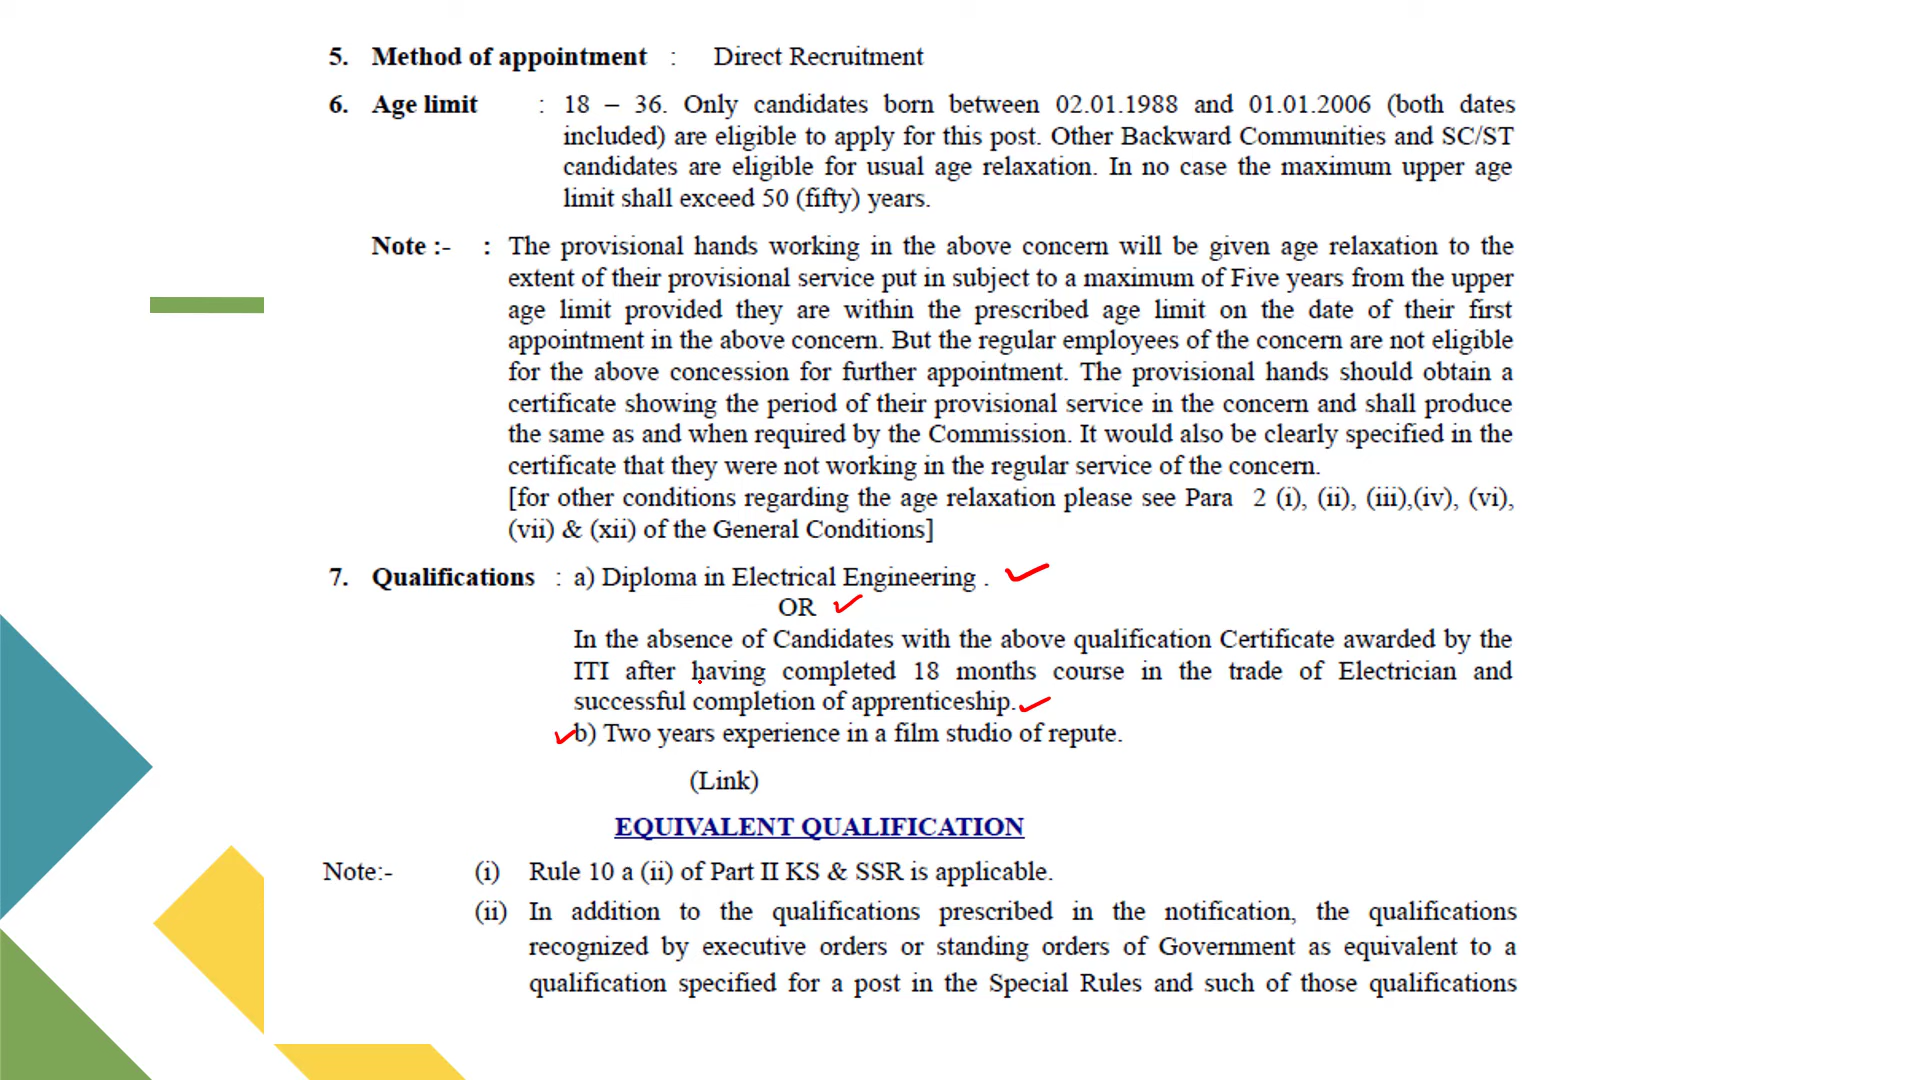 5. Method of appointment : Direct Recruitment
6. Age limit : 18 – 36. Only candidates born between 02.01.1988 and 01.01.2006 (both dates
included) are eligible to apply for this post. Other Backward Communities and SC/ST
candidates are eligible for usual age relaxation. In no case the maximum upper age
limit shall exceed 50 (fifty) years.
Note :- : The provisional hands working in the above concern will be given age relaxation to the
extent of their provisional service put in subject to a maximum of Five years from the upper
age limit provided they are within the prescribed age limit on the date of their first
appointment in the above concern. But the regular employees of the concern are not eligible
for the above concession for further appointment. The provisional hands should obtain a
certificate showing the period of their provisional service in the concern and shall produce
the same as and when required by the Commission. It would also be clearly specified in the
certificate that they were not working in the regular service of the concern.
[for other conditions regarding the age relaxation please see Para 2 (i), (ii), (iii),(iv), (vi),
(vii) & (xii) of the General Conditions]
7. Qualifications : a) Diploma in Electrical Engineering .
OR
In the absence of Candidates with the above qualification Certificate awarded by the
ITI after having completed 18 months course in the trade of Electrician and
successful completion of apprenticeship.
b) Two years experience in a film studio of repute.
(Link)
EQUIVALENT QUALIFICATION
Note:- (i) Rule 10 a (ii) of Part II KS & SSR is applicable.
(ii) In addition to the qualifications prescribed in the notification, the qualifications
recognized by executive orders or standing orders of Government as equivalent to a
qualification specified for a post in the Special Rules and such of those qualifications